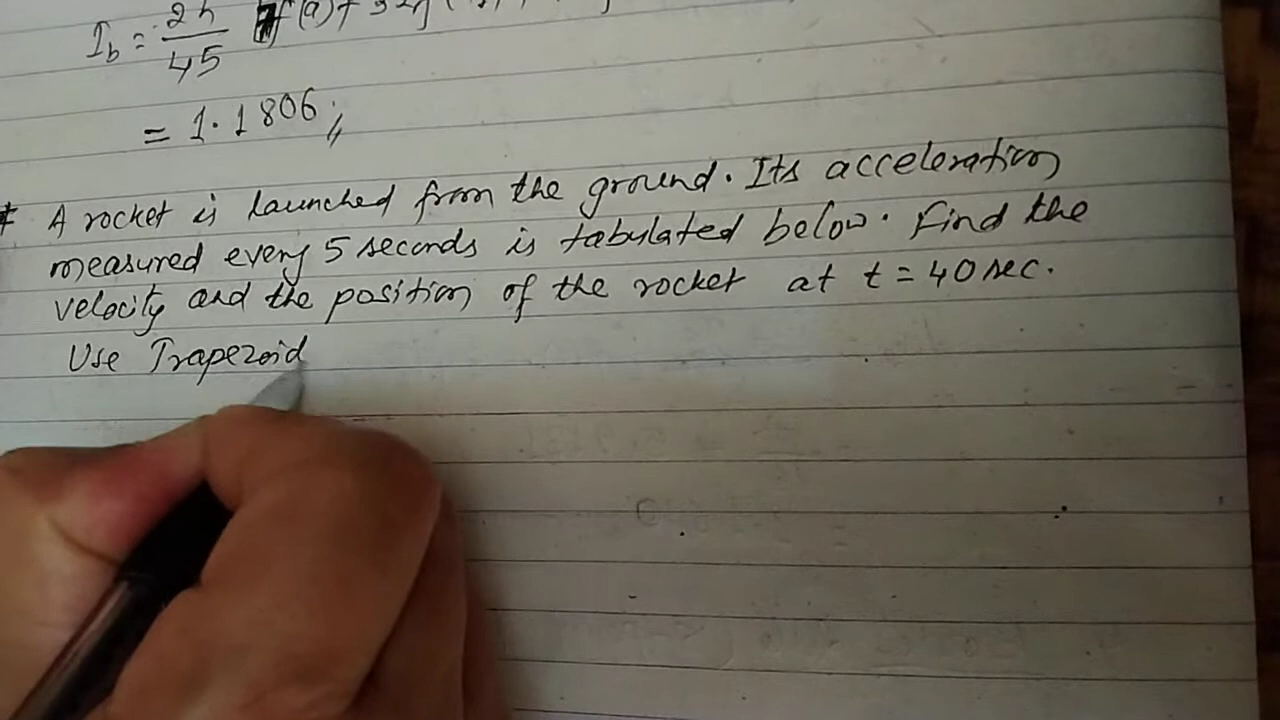 I_b = 2h/45 f(a) +
= 1.1806 ;
A rocket is launched from the ground. Its acceleration
measured every 5 seconds is tabulated below. Find the
velocity and the position of the rocket at t = 40 sec.
Use Trapezoid